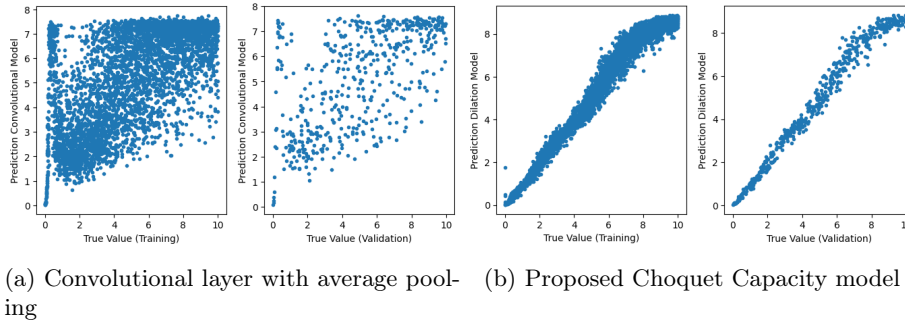 Prediction Convolutional Model
8
7
6
5
4
3
2
1
0
0 2 4 6 8 10
True Value (Training)
Prediction Convolutional Model
8
7
6
5
4
3
2
1
0
0 2 4 6 8 10
True Value (Validation)
Prediction Dilation Model
8
6
4
2
0
0 2 4 6 8 10
True Value (Training)
Prediction Dilation Model
8
6
4
2
0
0 2 4 6 8 10
True Value (Validation)
(a) Convolutional layer with average pool-
ing
(b) Proposed Choquet Capacity model